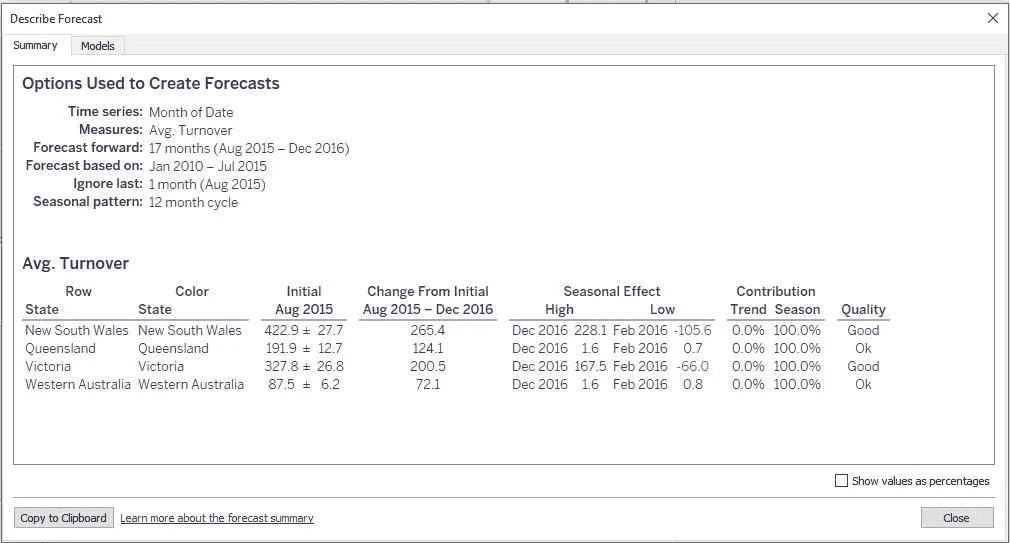 Describe Forecast
Summary Models
Options Used to Create Forecasts
Time series: Month of Date
Measures: Avg. Turnover
Forecast forward: 17 months (Aug 2015 – Dec 2016)
Forecast based on: Jan 2010 – Jul 2015
Ignore last: 1 month (Aug 2015)
Seasonal pattern: 12 month cycle
Avg. Turnover
Row Color Initial Change From Initial Seasonal Effect Contribution
State State Aug 2015 Aug 2015 – Dec 2016 High Low Trend Season Quality
New South Wales New South Wales 422.9 ± 27.7 265.4 Dec 2016 228.1 Feb 2016 -105.6 0.0% 100.0% Good
Queensland Queensland 191.9 ± 12.7 124.1 Dec 2016 1.6 Feb 2016 0.7 0.0% 100.0% Ok
Victoria Victoria 327.8 ± 26.8 200.5 Dec 2016 167.5 Feb 2016 -66.0 0.0% 100.0% Good
Western Australia Western Australia 87.5 ± 6.2 72.1 Dec 2016 1.6 Feb 2016 0.8 0.0% 100.0% Ok
Show values as percentages
Copy to Clipboard Learn more about the forecast summary Close